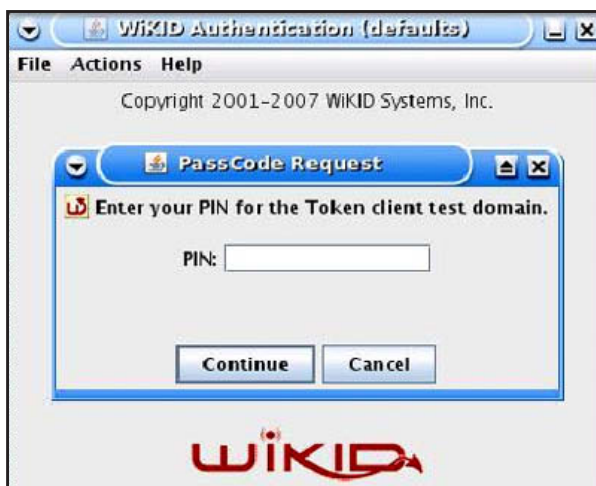 WiKID Authentication (defaults)
File Actions Help
Copyright 2001-2007 WiKID Systems, Inc.
PassCode Request
Enter your PIN for the Token client test domain.
PIN:
Continue Cancel
WiKID